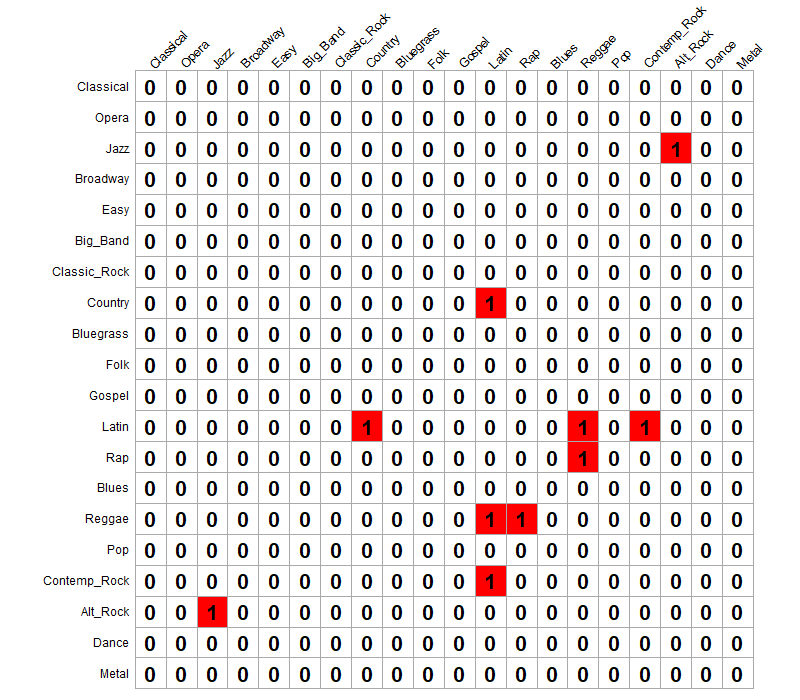 Classical Opera Jazz Broadway Easy Big_Band Classic_Rock Country Bluegrass Folk Gospel Latin Rap Blues Reggae Pop Contemp_Rock Alt_Rock Dance Metal
Classical 0 0 0 0 0 0 0 0 0 0 0 0 0 0 0 0 0 0 0 0
Opera 0 0 0 0 0 0 0 0 0 0 0 0 0 0 0 0 0 0 0 0
Jazz 0 0 0 0 0 0 0 0 0 0 0 0 0 0 0 0 0 1 0 0
Broadway 0 0 0 0 0 0 0 0 0 0 0 0 0 0 0 0 0 0 0 0
Easy 0 0 0 0 0 0 0 0 0 0 0 0 0 0 0 0 0 0 0 0
Big_Band 0 0 0 0 0 0 0 0 0 0 0 0 0 0 0 0 0 0 0 0
Classic_Rock 0 0 0 0 0 0 0 0 0 0 0 0 0 0 0 0 0 0 0 0
Country 0 0 0 0 0 0 0 0 0 0 0 1 0 0 0 0 0 0 0 0
Bluegrass 0 0 0 0 0 0 0 0 0 0 0 0 0 0 0 0 0 0 0 0
Folk 0 0 0 0 0 0 0 0 0 0 0 0 0 0 0 0 0 0 0 0
Gospel 0 0 0 0 0 0 0 0 0 0 0 0 0 0 0 0 0 0 0 0
Latin 0 0 0 0 0 0 0 1 0 0 0 0 0 0 1 0 1 0 0 0
Rap 0 0 0 0 0 0 0 0 0 0 0 0 0 0 1 0 0 0 0 0
Blues 0 0 0 0 0 0 0 0 0 0 0 0 0 0 0 0 0 0 0 0
Reggae 0 0 0 0 0 0 0 0 0 0 0 1 1 0 0 0 0 0 0 0
Pop 0 0 0 0 0 0 0 0 0 0 0 0 0 0 0 0 0 0 0 0
Contemp_Rock 0 0 0 0 0 0 0 0 0 0 0 1 0 0 0 0 0 0 0 0
Alt_Rock 0 0 1 0 0 0 0 0 0 0 0 0 0 0 0 0 0 0 0 0
Dance 0 0 0 0 0 0 0 0 0 0 0 0 0 0 0 0 0 0 0 0
Metal 0 0 0 0 0 0 0 0 0 0 0 0 0 0 0 0 0 0 0 0